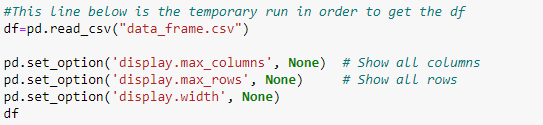 #This line below is the temporary run in order to get the df
df=pd.read_csv("data_frame.csv")
pd.set_option('display.max_columns', None)  # Show all columns
pd.set_option('display.max_rows', None)     # Show all rows
pd.set_option('display.width', None)
df